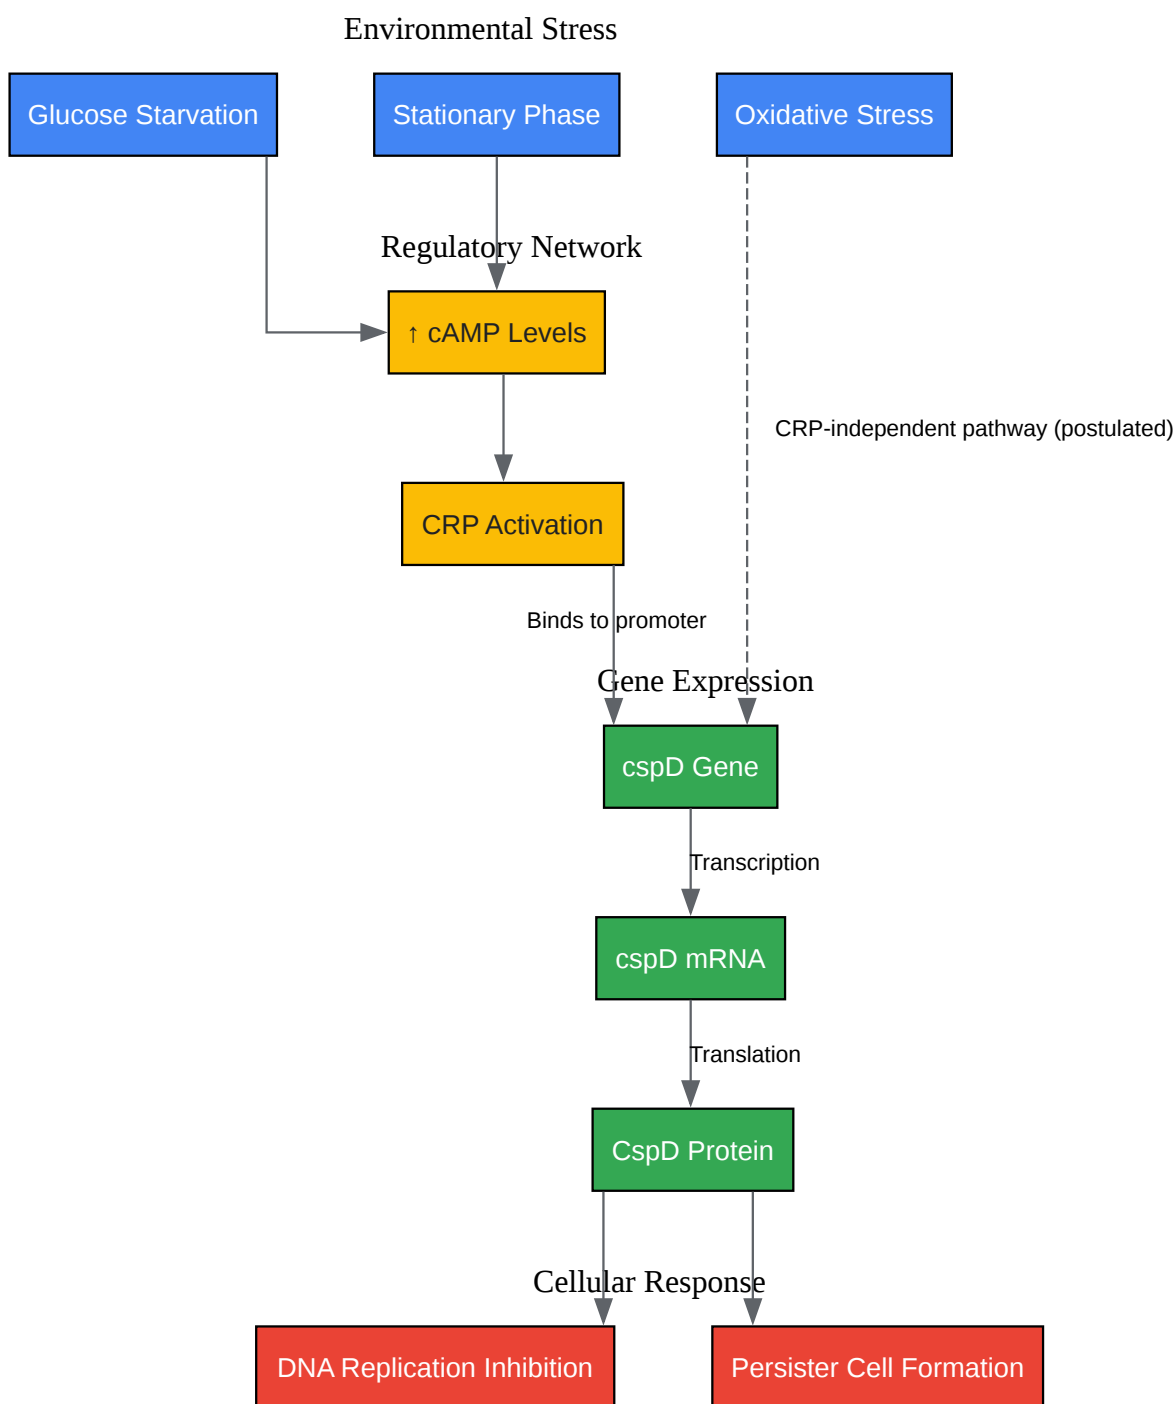 Environmental Stress
Glucose Starvation
Stationary Phase
Oxidative Stress
Regulatory Network
↑ cAMP Levels
CRP-independent pathway (postulated)
CRP Activation
Binds to promoter
Gene Expression
cspD Gene
Transcription
cspD mRNA
Translation
CspD Protein
Cellular Response
DNA Replication Inhibition
Persister Cell Formation